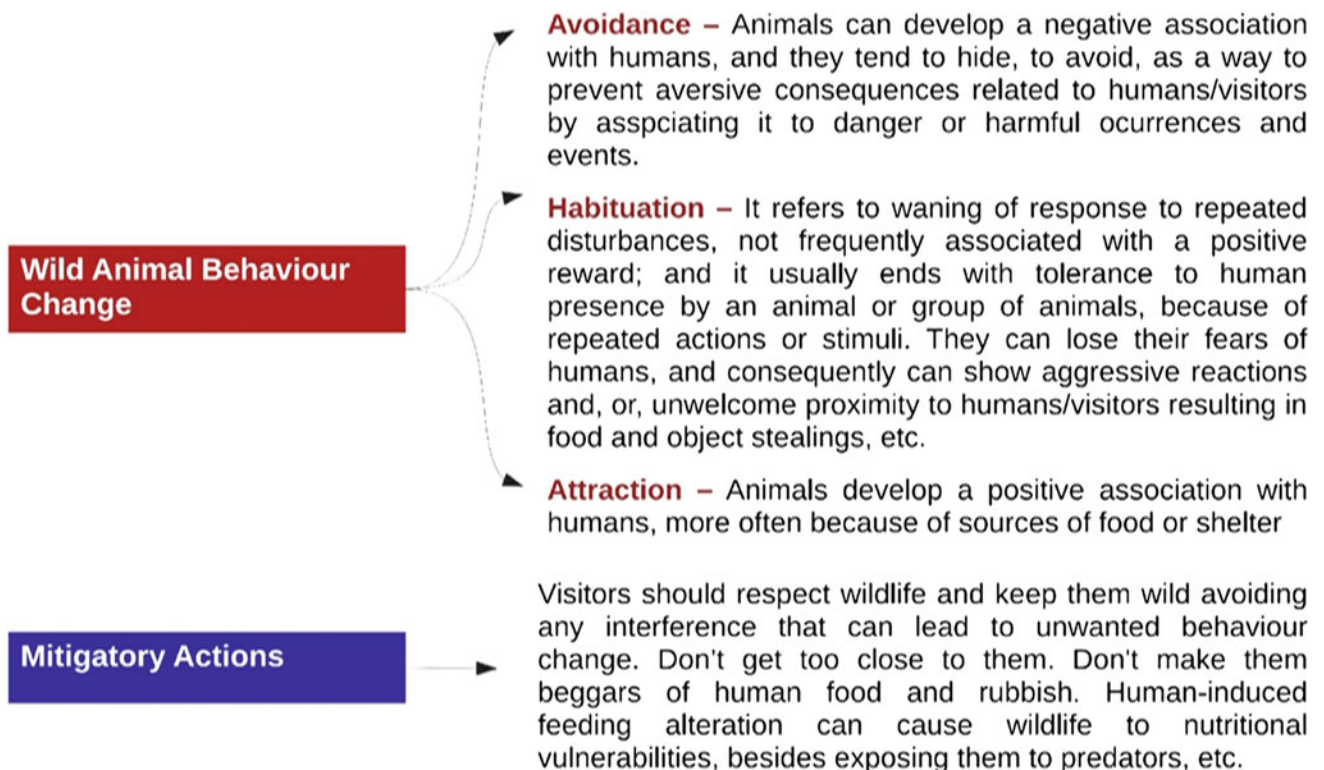 Avoidance – Animals can develop a negative association
with humans, and they tend to hide, to avoid, as a way to
prevent aversive consequences related to humans/visitors
by asspciating it to danger or harmful ocurrences and
events.
Habituation – It refers to waning of response to repeated
disturbances, not frequently associated with a positive
reward; and it usually ends with tolerance to human
presence by an animal or group of animals, because of
repeated actions or stimuli. They can lose their fears of
humans, and consequently can show aggressive reactions
and, or, unwelcome proximity to humans/visitors resulting in
food and object stealings, etc.
Wild Animal Behaviour
Change
Attraction – Animals develop a positive association with
humans, more often because of sources of food or shelter
Mitigatory Actions
Visitors should respect wildlife and keep them wild avoiding
any interference that can lead to unwanted behaviour
change. Don't get too close to them. Don't make them
beggars of human food and rubbish. Human-induced
feeding alteration can cause wildlife to nutritional
vulnerabilities, besides exposing them to predators, etc.